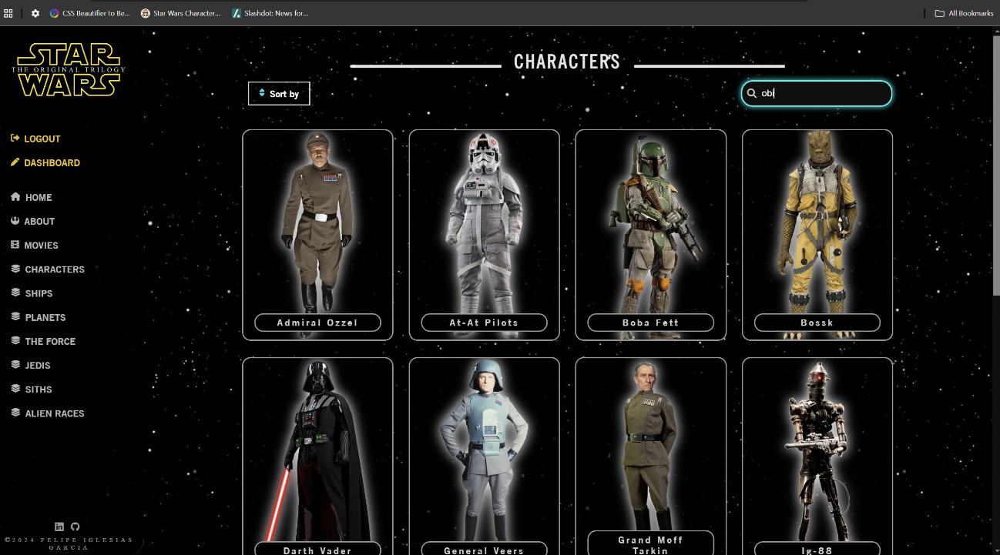 CSS Beautifier to Be...
Star Wars Character...
Slashdot: News for...
All Bookmarks
STAR
THE ORIGINAL TRILOGY
WARS
LOGOUT
DASHBOARD
HOME
ABOUT
MOVIES
CHARACTERS
SHIPS
PLANETS
THE FORCE
JEDIS
SITHS
ALIEN RACES
©2024 FELIPE IGLESIAS
GARCIA
CHARACTERS
Sort by
obi
Admiral Ozzel
At-At Pilots
Boba Fett
Bossk
Darth Vader
General Veers
Grand Moff
Tarkin
Ig-88